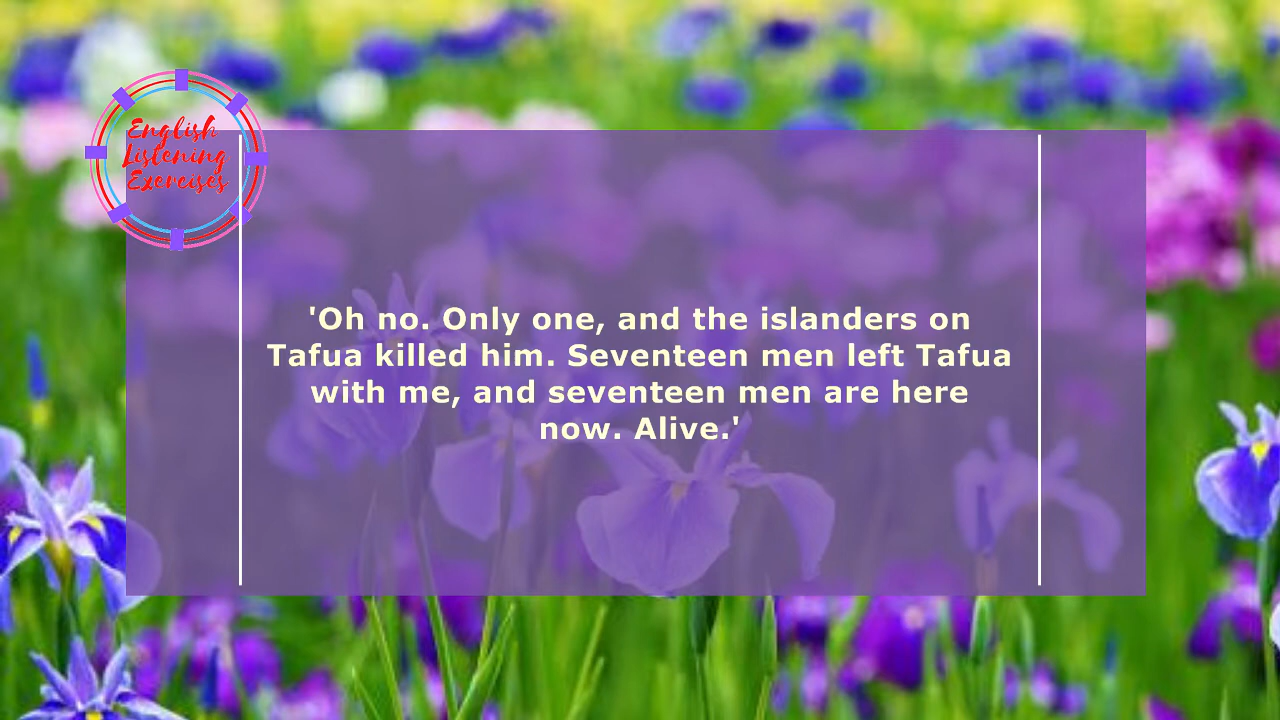 English
Listening
Exercises
'Oh no. Only one, and the islanders on
Tafua killed him. Seventeen men left Tafua
with me, and seventeen men are here
now. Alive.'